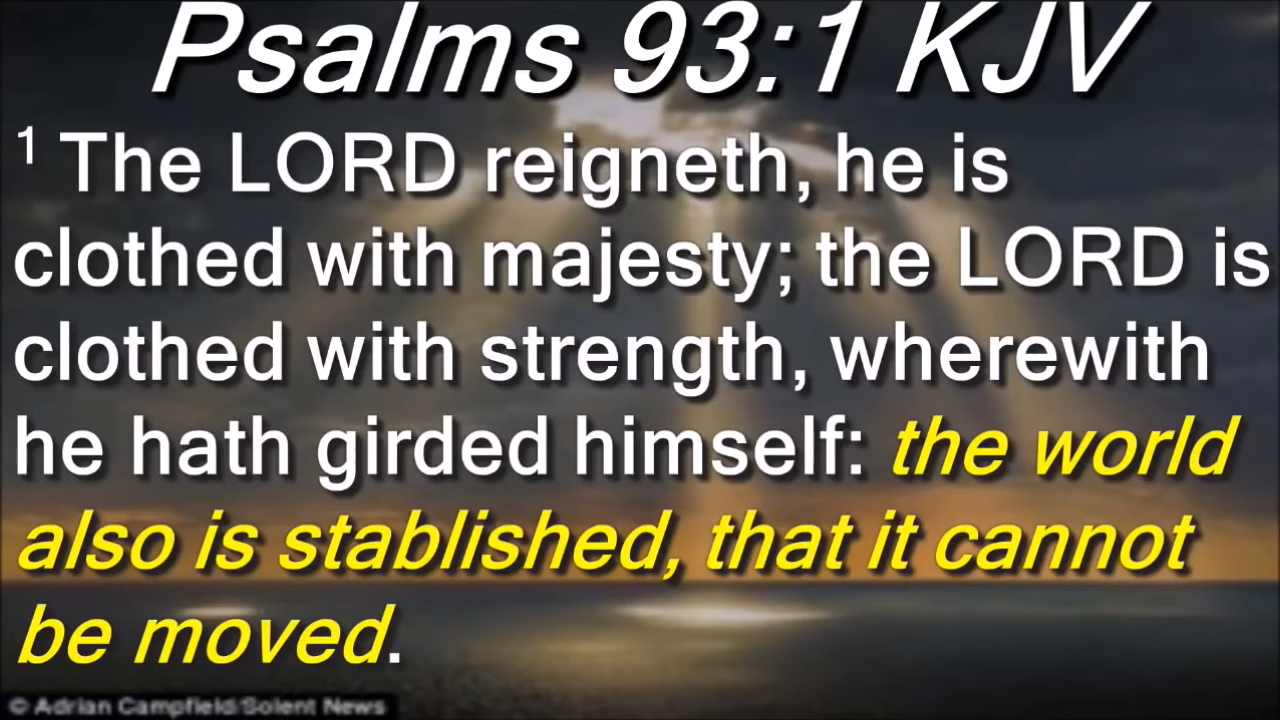 Psalms 93:1 KJV
1 The LORD reigneth, he is
clothed with majesty; the LORD is
clothed with strength, wherewith
he hath girded himself: the world
also is stablished, that it cannot
be moved.
© Adrian Campfield/Solent News